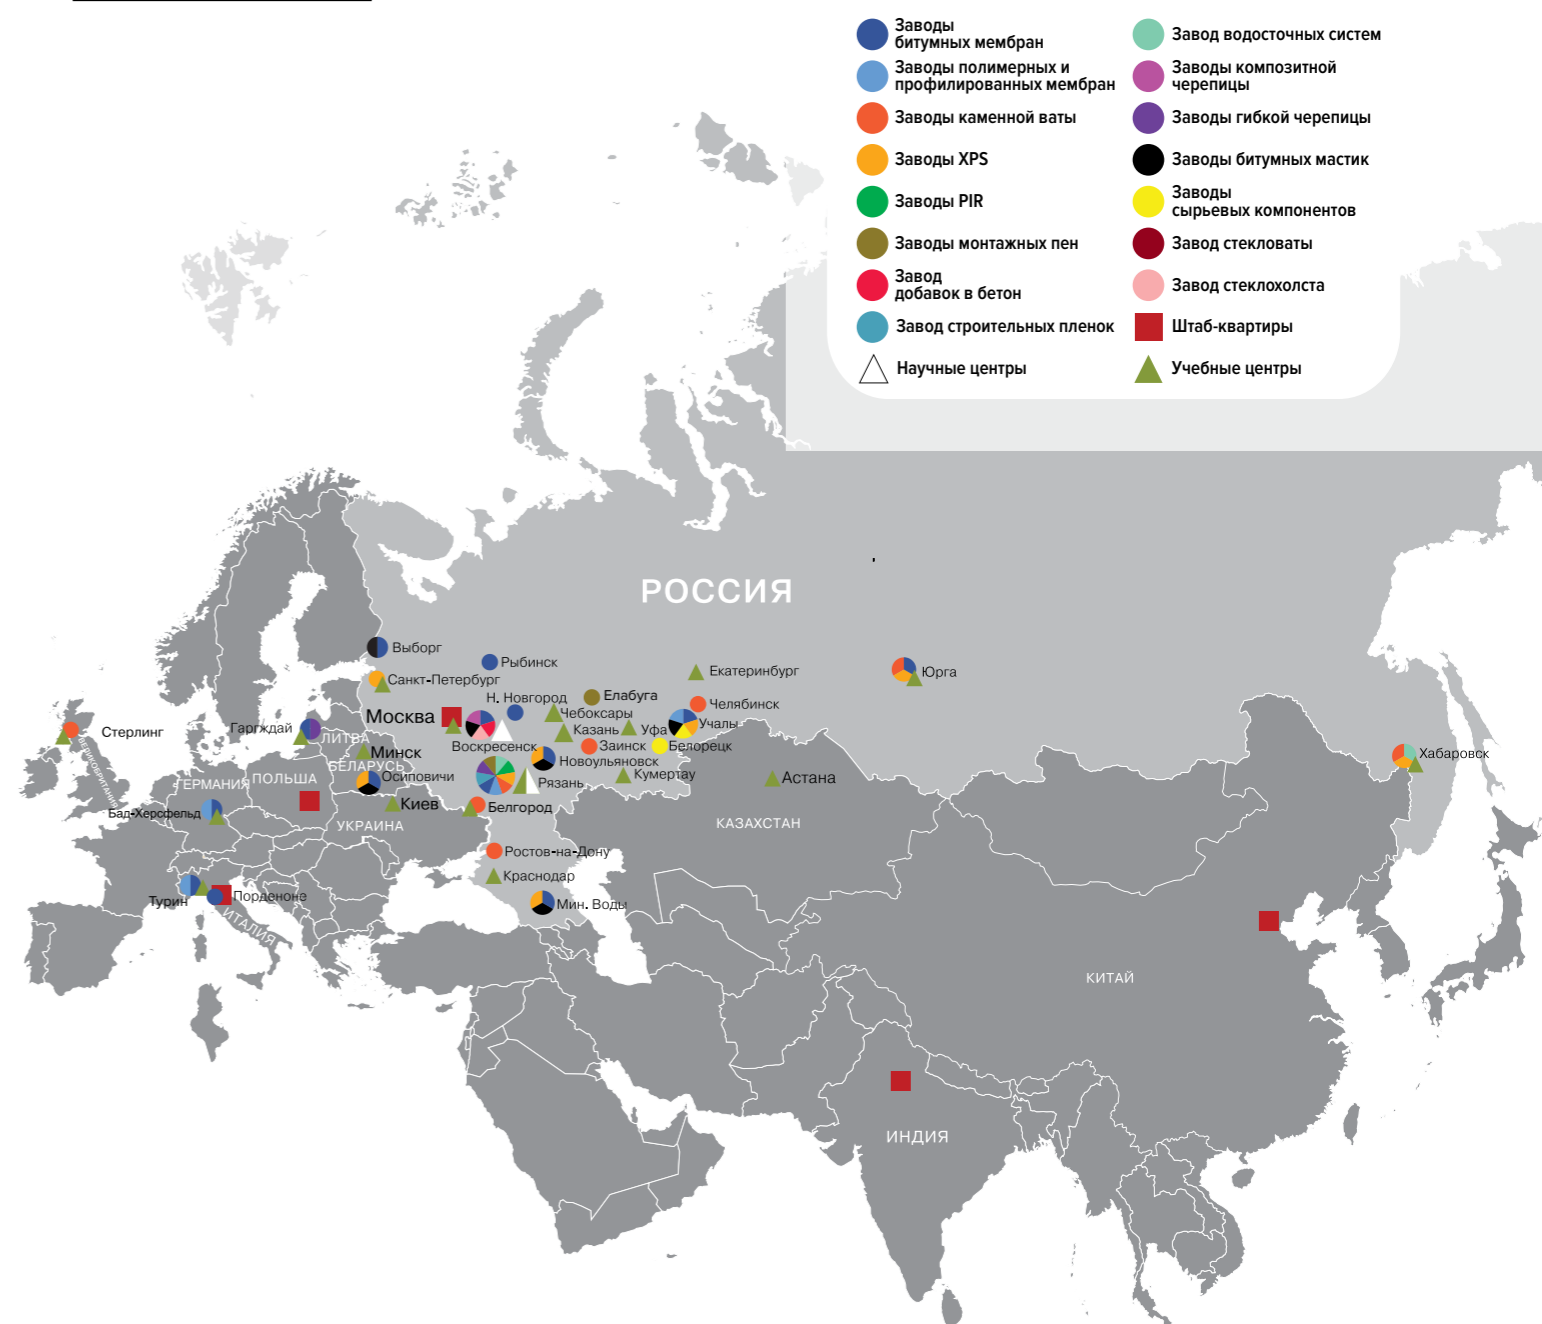 Заводы
битумных мембран
Заводы полимерных и
профилированных мембран
Заводы каменной ваты
Заводы XPS
Заводы PIR
Заводы монтажных пен
Завод
добавок в бетон
Завод строительных пленок
Научные центры
Завод водосточных систем
Заводы композитной
черепицы
Заводы гибкой черепицы
Заводы битумных мастик
Заводы
сырьевых компонентов
Завод стекловаты
Завод стеклохолста
Штаб-квартиры
Учебные центры
РОССИЯ
Выборг
Рыбинск
Санкт-Петербург
Екатеринбург
Юрга
Н. Новгород
Елабуга
Челябинск
Москва
Чебоксары
Гаргждай
Стерлинг
ВЕЛИКОБРИТАНИЯ
ЛИТВА
Казань
Уфа
Учалы
Воскресенск
Заинск
Белорецк
Минск
Хабаровск
БЕЛАРУСЬ
Новоульяновск
Осиповичи
Рязань
Кумертау
Астана
ГЕРМАНИЯ
ПОЛЬША
Киев
Белгород
Бад-Херсфельд
УКРАИНА
КАЗАХСТАН
Ростов-на-Дону
Краснодар
Турин
Порденоне
Мин. Воды
ИТАЛИЯ
КИТАЙ
ИНДИЯ